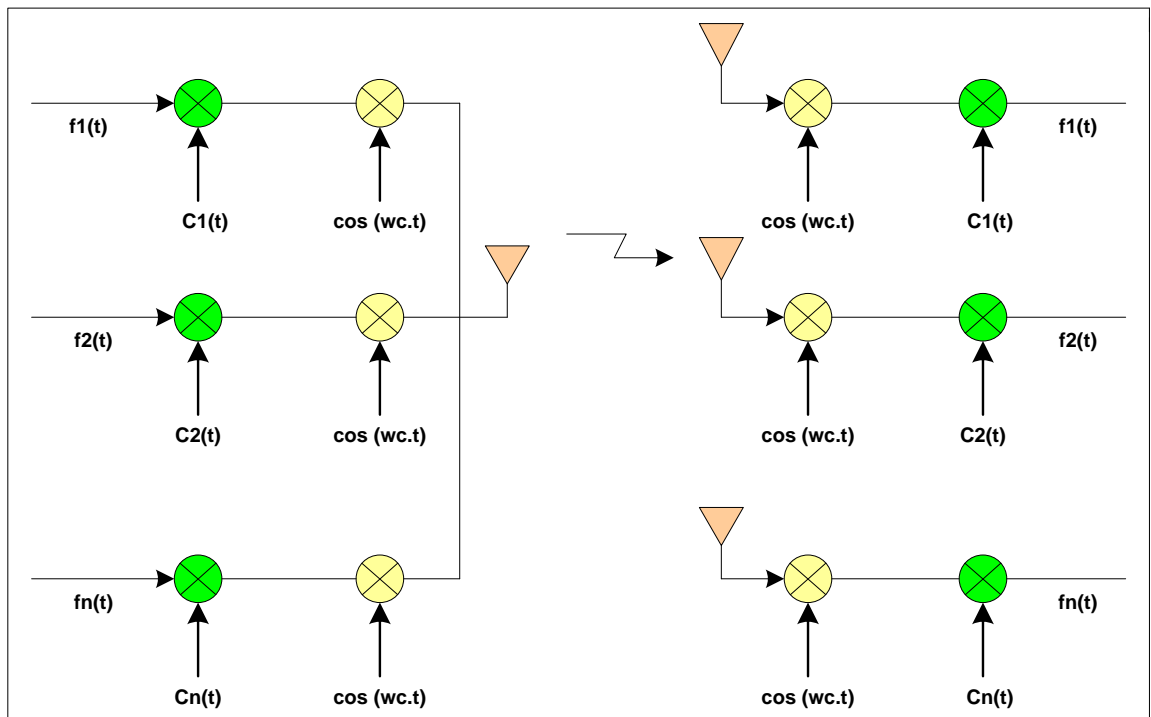 f1(t)
C1(t)
cos (wc.t)
cos (wc.t)
C1(t)
f1(t)
f2(t)
C2(t)
cos (wc.t)
cos (wc.t)
C2(t)
f2(t)
fn(t)
Cn(t)
cos (wc.t)
cos (wc.t)
Cn(t)
fn(t)